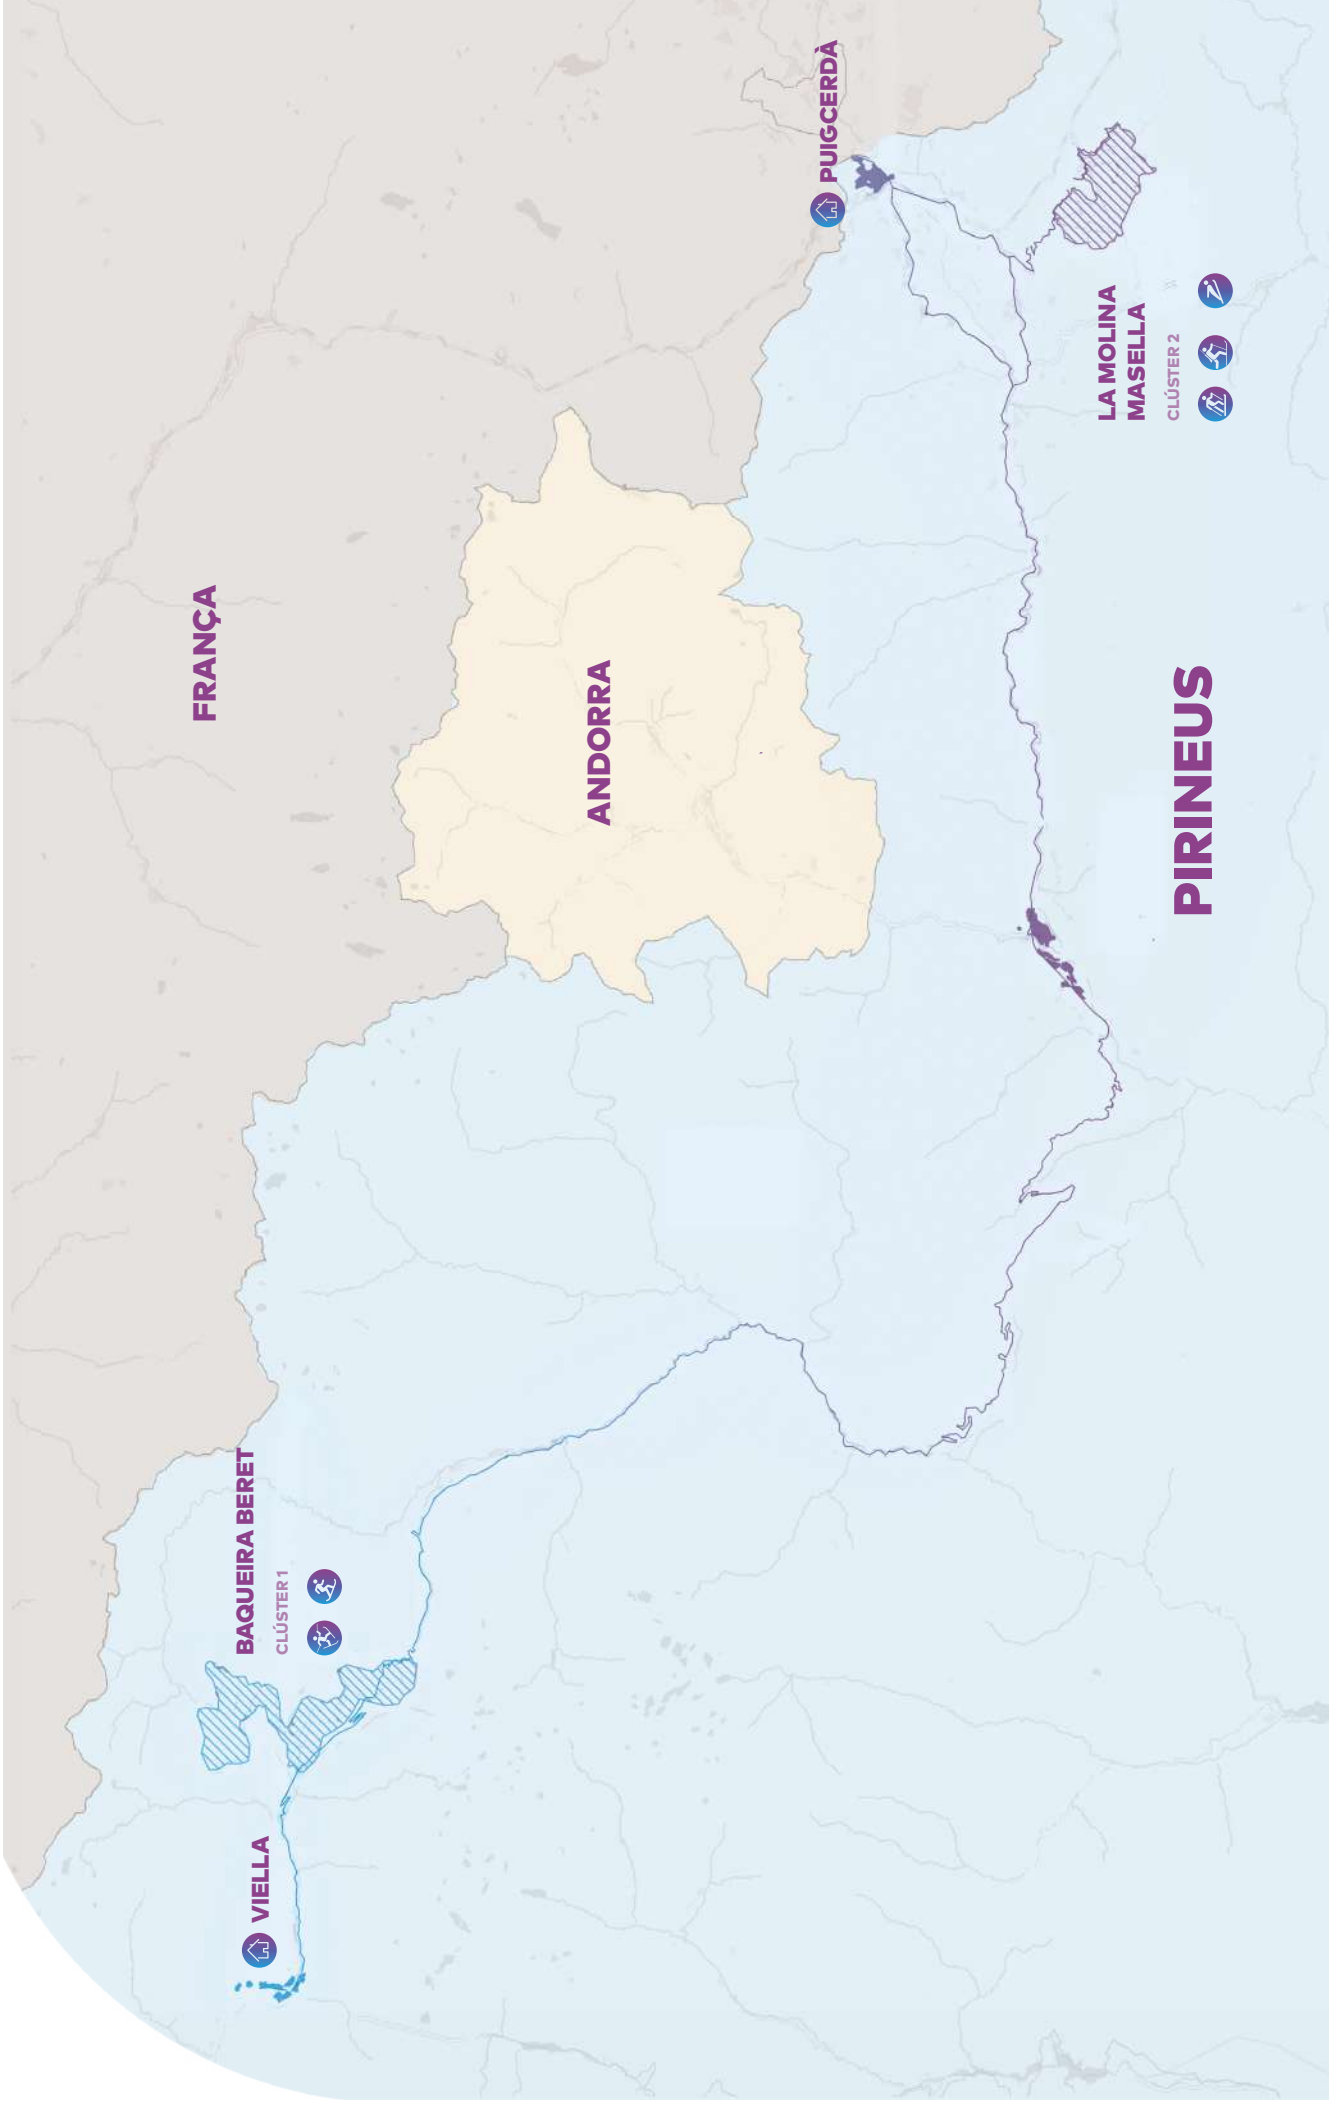 FRANÇA
ANDORRA
PUIGCERDÀ
BAQUEIRA BERET
CLÚSTER 1
VIELLA
LA MOLINA
MASELLA
CLÚSTER 2
PIRINEUS